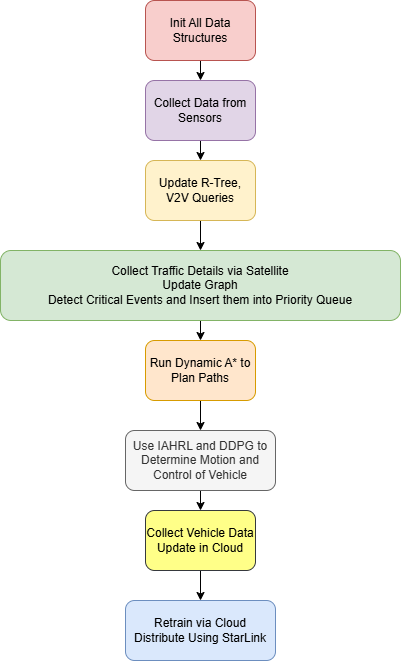 Init All Data
Structures
Collect Data from
Sensors
Update R-Tree,
V2V Queries
Collect Traffic Details via Satellite
Update Graph
Detect Critical Events and Insert them into Priority Queue
Run Dynamic A* to
Plan Paths
Use IAHRL and DDPG to
Determine Motion and
Control of Vehicle
Collect Vehicle Data
Update in Cloud
Retrain via Cloud
Distribute Using StarLink